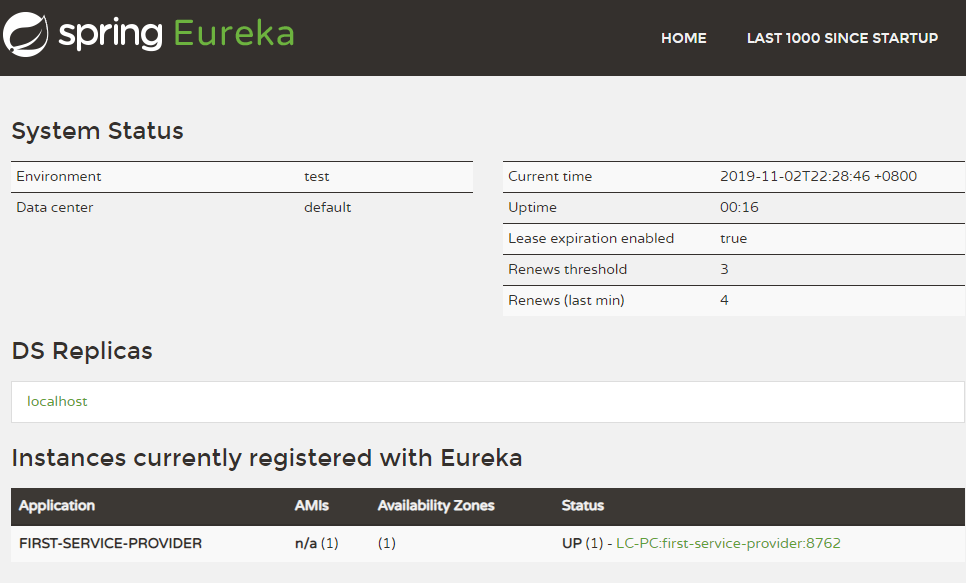 spring Eureka
HOME LAST 1000 SINCE STARTUP
System Status
Environment test
Data center default
Current time 2019-11-02T22:28:46 +0800
Uptime 00:16
Lease expiration enabled true
Renews threshold 3
Renews (last min) 4
DS Replicas
localhost
Instances currently registered with Eureka
Application AMIs Availability Zones Status
FIRST-SERVICE-PROVIDER n/a (1) (1) UP (1) - LC-PC:first-service-provider:8762